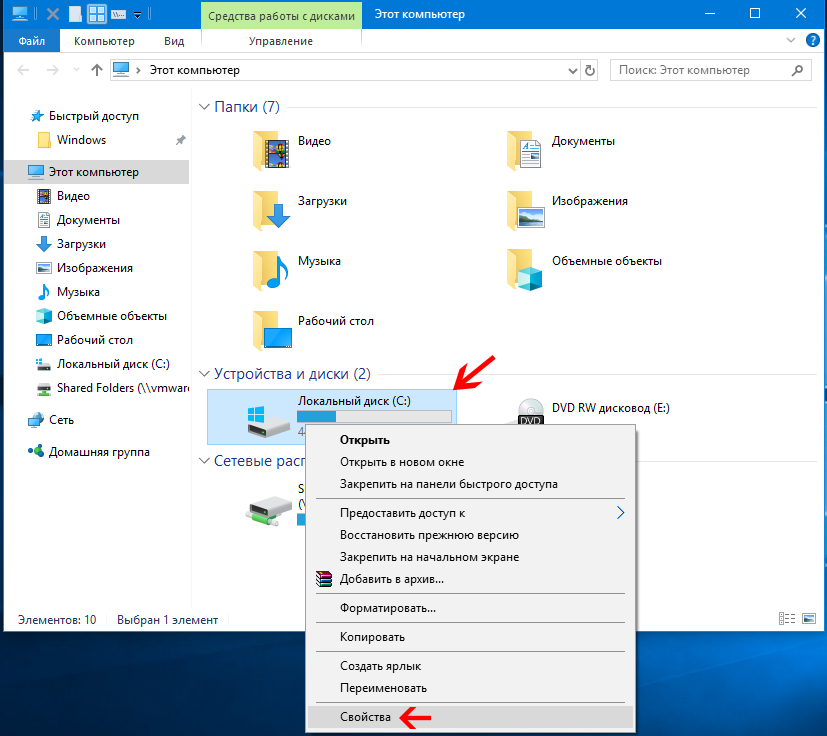 Средства работы с дисками
Этот компьютер
Файл
Компьютер
Вид
Управление
Этот компьютер
Поиск: Этот компьютер
Быстрый доступ
Windows
Этот компьютер
Видео
Документы
Загрузки
Изображения
Музыка
Объемные объекты
Рабочий стол
Локальный диск (C:)
Shared Folders (\\vmware
Сеть
Домашняя группа
Папки (7)
Видео
Документы
Загрузки
Изображения
Музыка
Объемные объекты
Рабочий стол
Устройства и диски (2)
Локальный диск (C:)
4
DVD RW дисковод (E:)
DVD
Сетевые расп
S
(\
Открыть
Открыть в новом окне
Закрепить на панели быстрого доступа
Предоставить доступ к
Восстановить прежнюю версию
Закрепить на начальном экране
Добавить в архив...
Форматировать...
Копировать
Создать ярлык
Переименовать
Свойства
Элементов: 10
Выбран 1 элемент